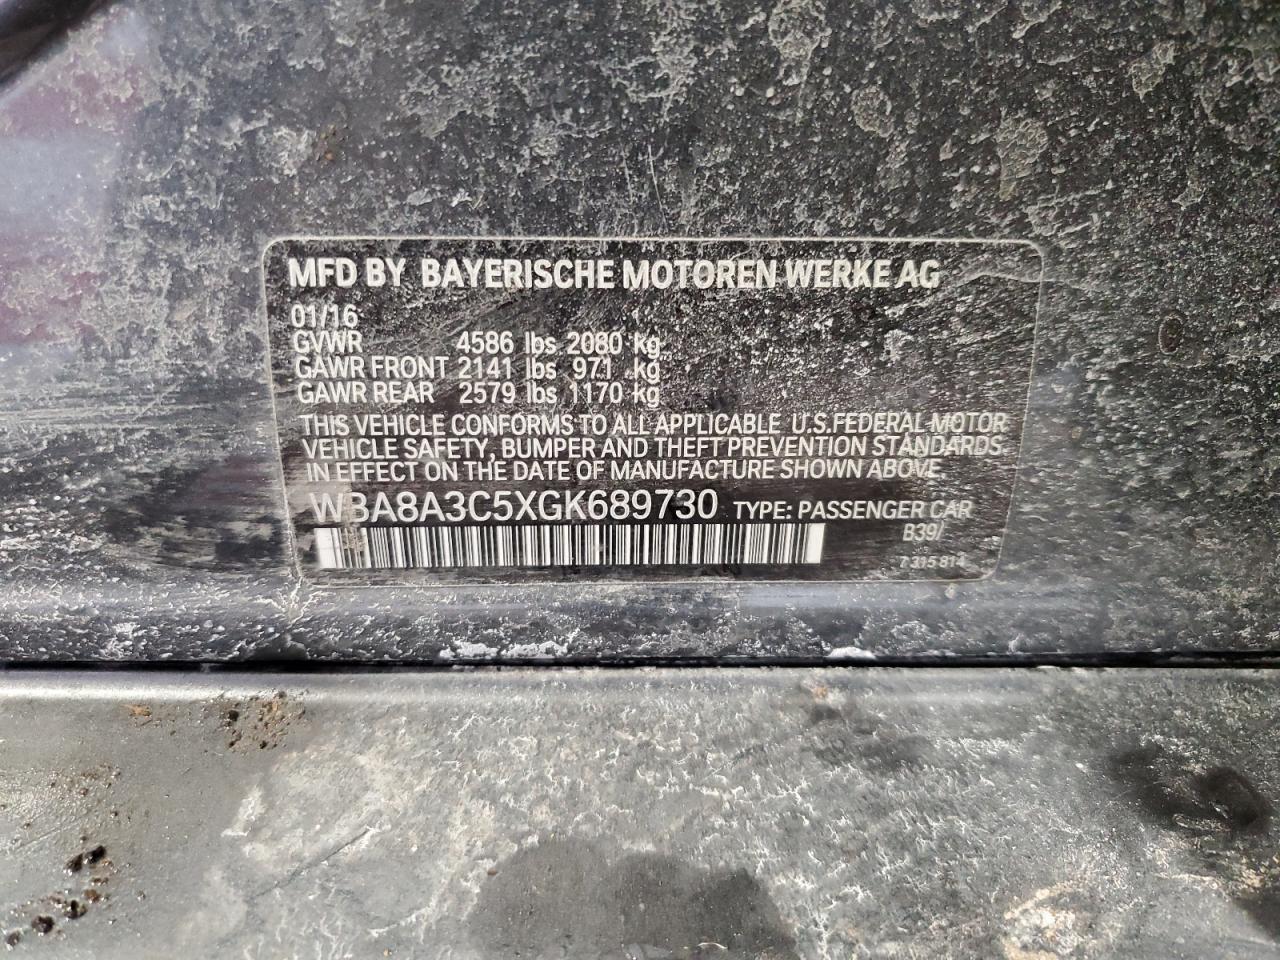 MFD BY BAYERISCHE MOTOREN WERKE AG
01/16
GVWR 4586 lbs 2080 kg
GAWR FRONT 2141 lbs 971 kg
GAWR REAR 2579 lbs 1170 kg
THIS VEHICLE CONFORMS TO ALL APPLICABLE U.S.FEDERAL MOTOR
VEHICLE SAFETY, BUMPER AND THEFT PREVENTION STANDARDS
IN EFFECT ON THE DATE OF MANUFACTURE SHOWN ABOVE.
WBA8A3C5XGK689730 TYPE: PASSENGER CAR
B39/
7 315 814